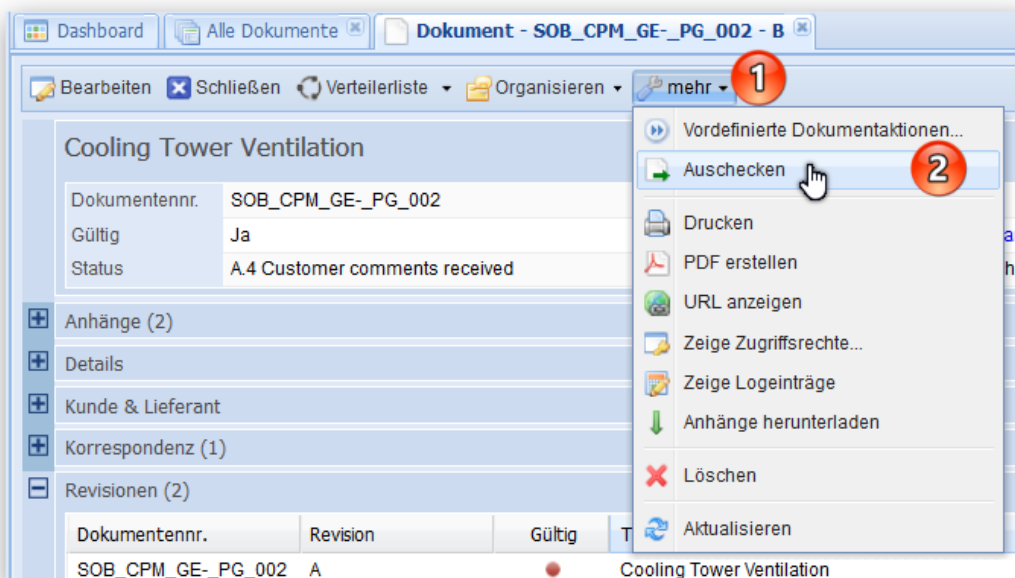 Dashboard Alle Dokumente Dokument - SOB_CPM_GE-_PG_002 - B
Bearbeiten Schließen Verteilerliste Organisieren mehr 1
Cooling Tower Ventilation
Dokumentennr. SOB_CPM_GE-_PG_002
Gültig Ja
Status A.4 Customer comments received
Anhänge (2)
Details
Kunde & Lieferant
Korrespondenz (1)
Revisionen (2)
Dokumentennr. Revision Gültig T
SOB_CPM_GE-_PG_002 A Cooling Tower Ventilation
Vordefinierte Dokumentaktionen...
Auschecken 2
Drucken
PDF erstellen
URL anzeigen
Zeige Zugriffsrechte...
Zeige Logeinträge
Anhänge herunterladen
Löschen
Aktualisieren